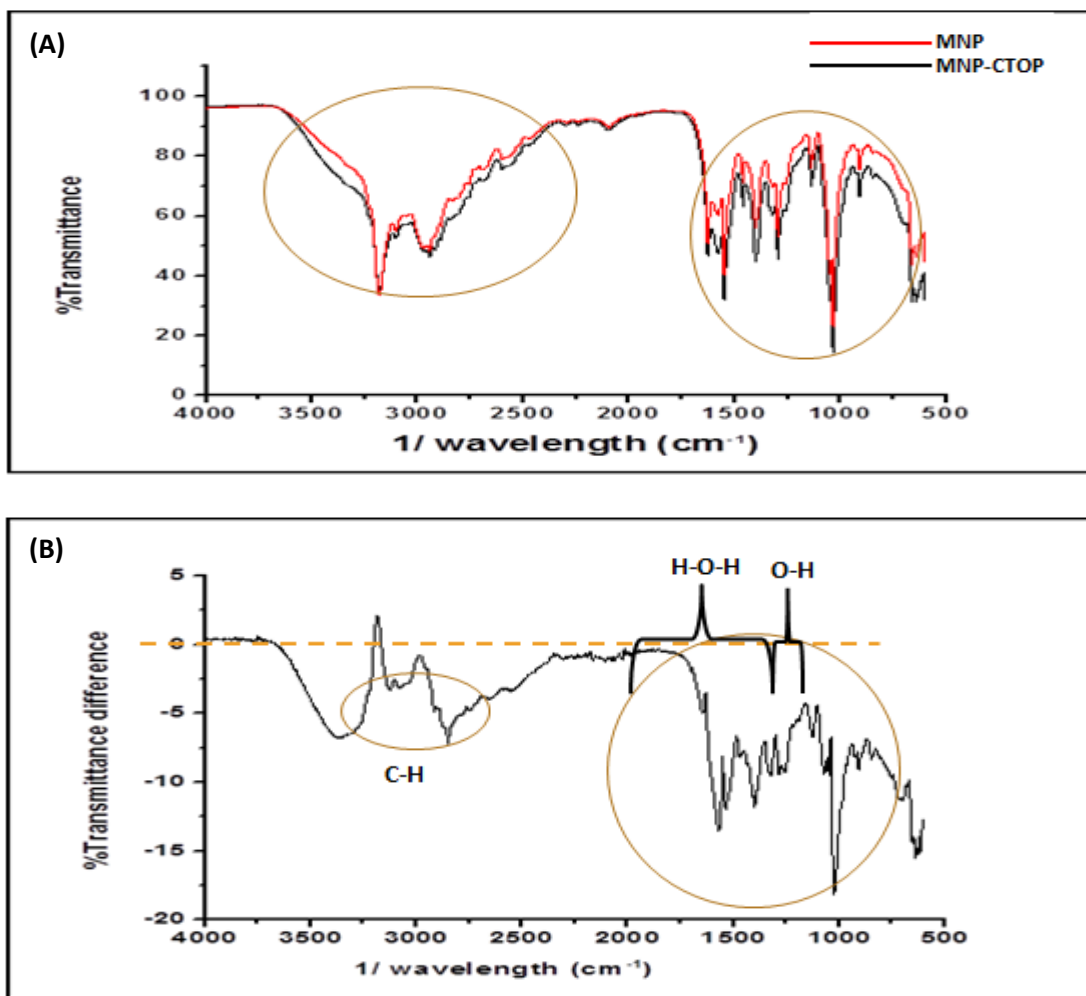 (A)
MNP
MNP-CTOP
100
80
60
40
20
0
%Transmittance
4000 3500 3000 2500 2000 1500 1000 500
1/ wavelength (cm⁻¹)
(B)
H-O-H O-H
5
0
-5
-10
-15
-20
C-H
%Transmittance difference
4000 3500 3000 2500 2000 1500 1000 500
1/ wavelength (cm⁻¹)